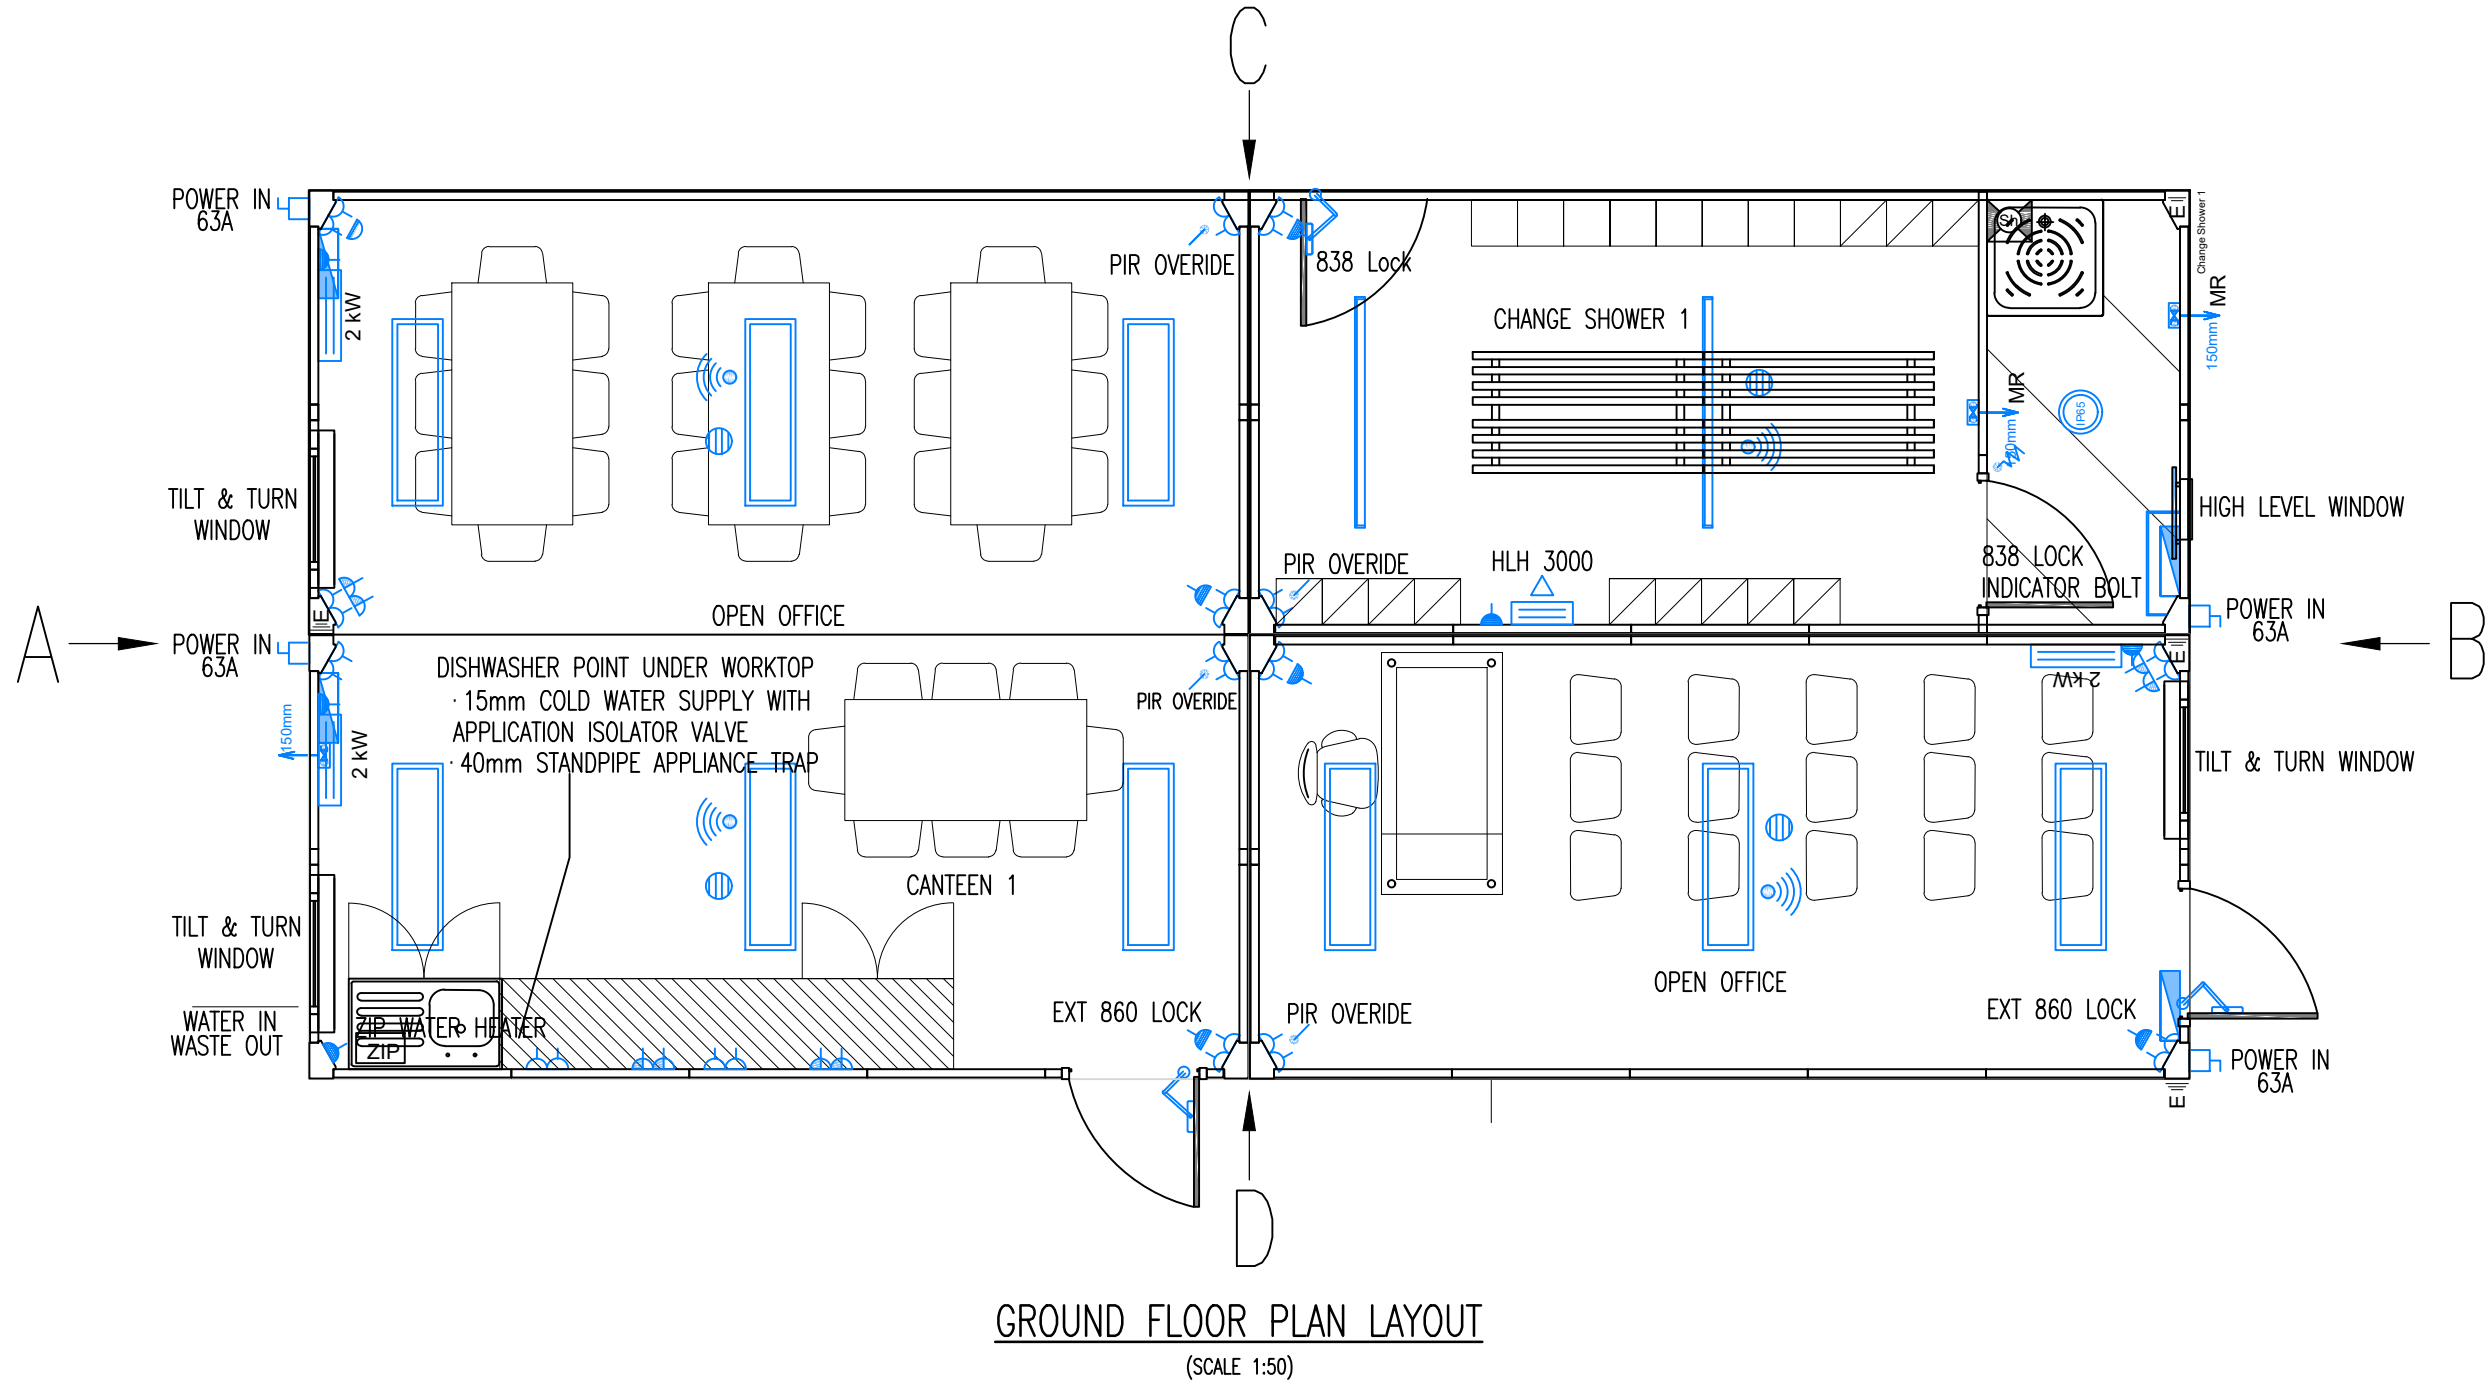 C
POWER IN
63A
PIR OVERIDE
838 Lock
Sh
E
Change Shower 1
2 kW
CHANGE SHOWER 1
MR
150mm
MR
IP65
TILT & TURN
WINDOW
HIGH LEVEL WINDOW
PIR OVERIDE
HLH 3000
838 LOCK
INDICATOR BOLT
OPEN OFFICE
E
A
POWER IN
63A
B
POWER IN
63A
E
DISHWASHER POINT UNDER WORKTOP
· 15mm COLD WATER SUPPLY WITH
APPLICATION ISOLATOR VALVE
· 40mm STANDPIPE APPLIANCE TRAP
PIR OVERIDE
2 kW
150mm
2 kW
TILT & TURN WINDOW
CANTEEN 1
TILT & TURN
WINDOW
OPEN OFFICE
WATER IN
WASTE OUT
ZIP WATER HEATER
ZIP
EXT 860 LOCK
PIR OVERIDE
EXT 860 LOCK
POWER IN
63A
E
D
GROUND FLOOR PLAN LAYOUT
(SCALE 1:50)